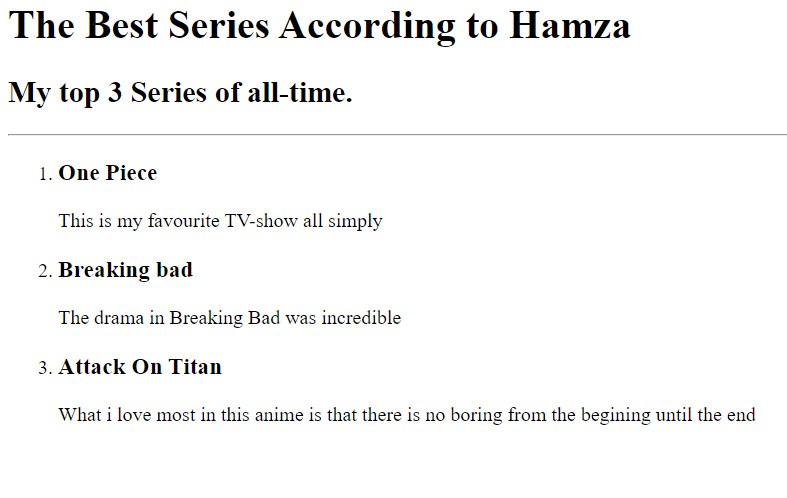 The Best Series According to Hamza
My top 3 Series of all-time.
1. One Piece
This is my favourite TV-show all simply
2. Breaking bad
The drama in Breaking Bad was incredible
3. Attack On Titan
What i love most in this anime is that there is no boring from the begining until the end